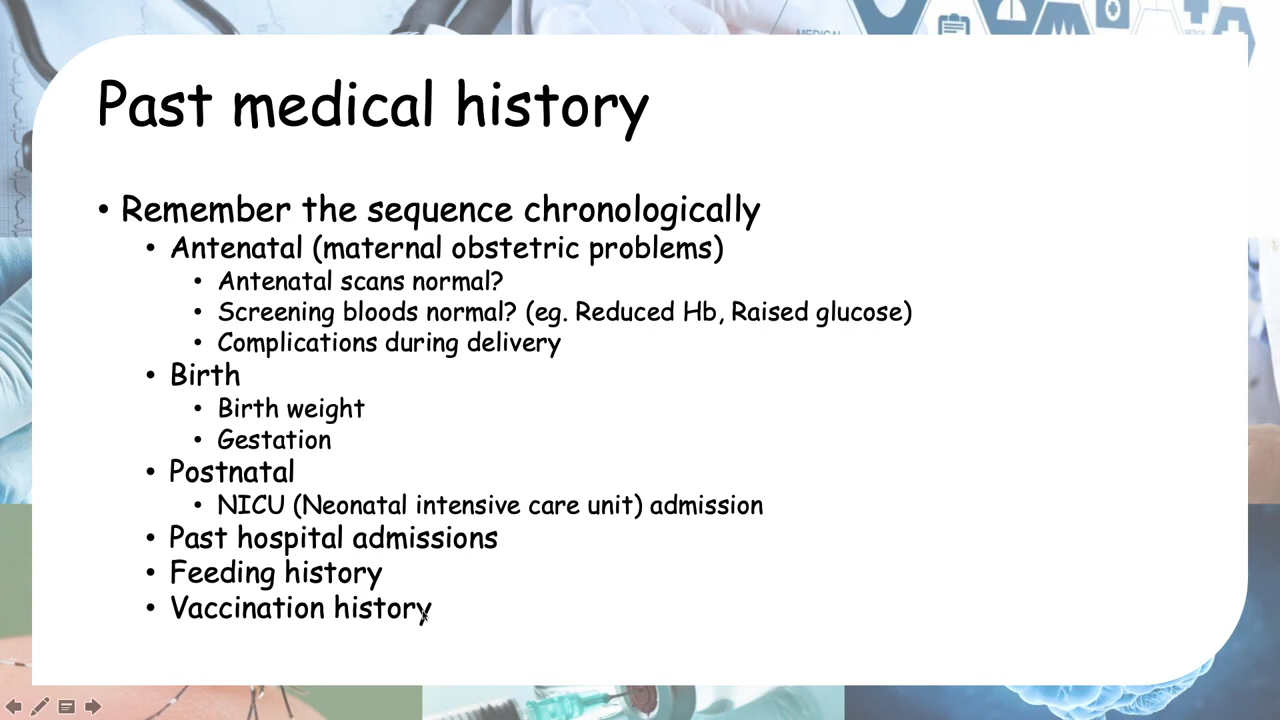 MEDICAL
Past medical history
• Remember the sequence chronologically
• Antenatal (maternal obstetric problems)
• Antenatal scans normal?
• Screening bloods normal? (eg. Reduced Hb, Raised glucose)
• Complications during delivery
• Birth
• Birth weight
• Gestation
• Postnatal
• NICU (Neonatal intensive care unit) admission
• Past hospital admissions
• Feeding history
• Vaccination history